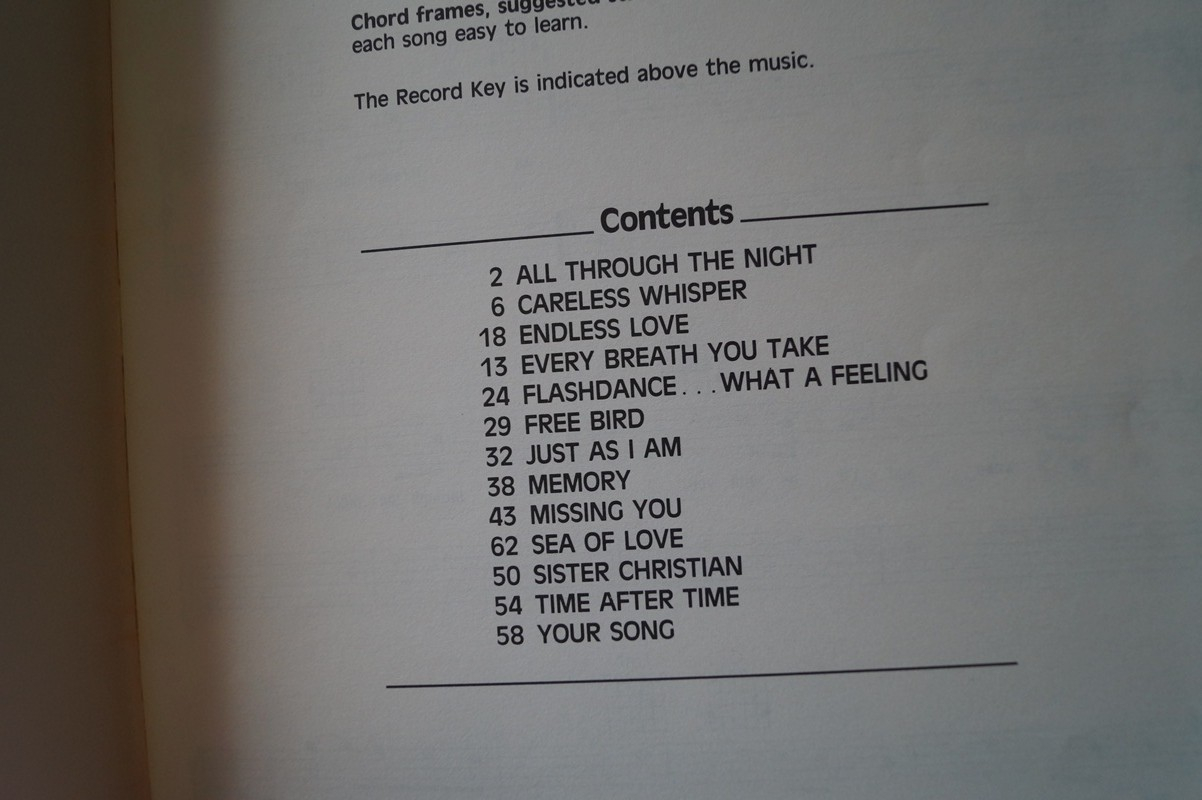 Chord frames, suggested
each song easy to learn.
The Record Key is indicated above the music.
Contents
2 ALL THROUGH THE NIGHT
6 CARELESS WHISPER
18 ENDLESS LOVE
13 EVERY BREATH YOU TAKE
24 FLASHDANCE...WHAT A FEELING
29 FREE BIRD
32 JUST AS I AM
38 MEMORY
43 MISSING YOU
62 SEA OF LOVE
50 SISTER CHRISTIAN
54 TIME AFTER TIME
58 YOUR SONG